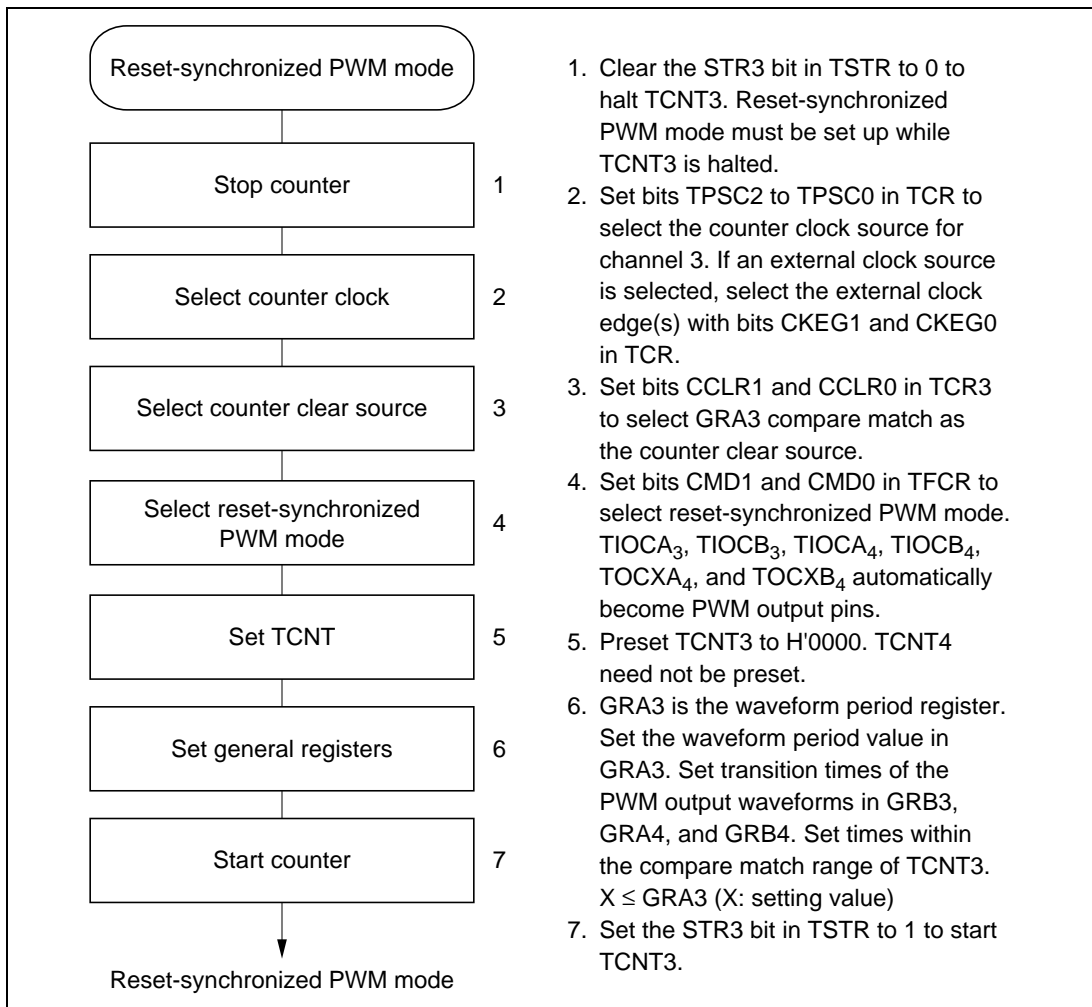 Reset-synchronized PWM mode
Stop counter
1
Select counter clock
2
Select counter clear source
3
Select reset-synchronized
PWM mode
4
Set TCNT
5
Set general registers
6
Start counter
7
Reset-synchronized PWM mode
1. Clear the STR3 bit in TSTR to 0 to
halt TCNT3. Reset-synchronized
PWM mode must be set up while
TCNT3 is halted.
2. Set bits TPSC2 to TPSC0 in TCR to
select the counter clock source for
channel 3. If an external clock source
is selected, select the external clock
edge(s) with bits CKEG1 and CKEG0
in TCR.
3. Set bits CCLR1 and CCLR0 in TCR3
to select GRA3 compare match as
the counter clear source.
4. Set bits CMD1 and CMD0 in TFCR to
select reset-synchronized PWM mode.
TIOCA₃, TIOCB₃, TIOCA₄, TIOCB₄,
TOCXA₄, and TOCXB₄ automatically
become PWM output pins.
5. Preset TCNT3 to H'0000. TCNT4
need not be preset.
6. GRA3 is the waveform period register.
Set the waveform period value in
GRA3. Set transition times of the
PWM output waveforms in GRB3,
GRA4, and GRB4. Set times within
the compare match range of TCNT3.
X ≤ GRA3 (X: setting value)
7. Set the STR3 bit in TSTR to 1 to start
TCNT3.